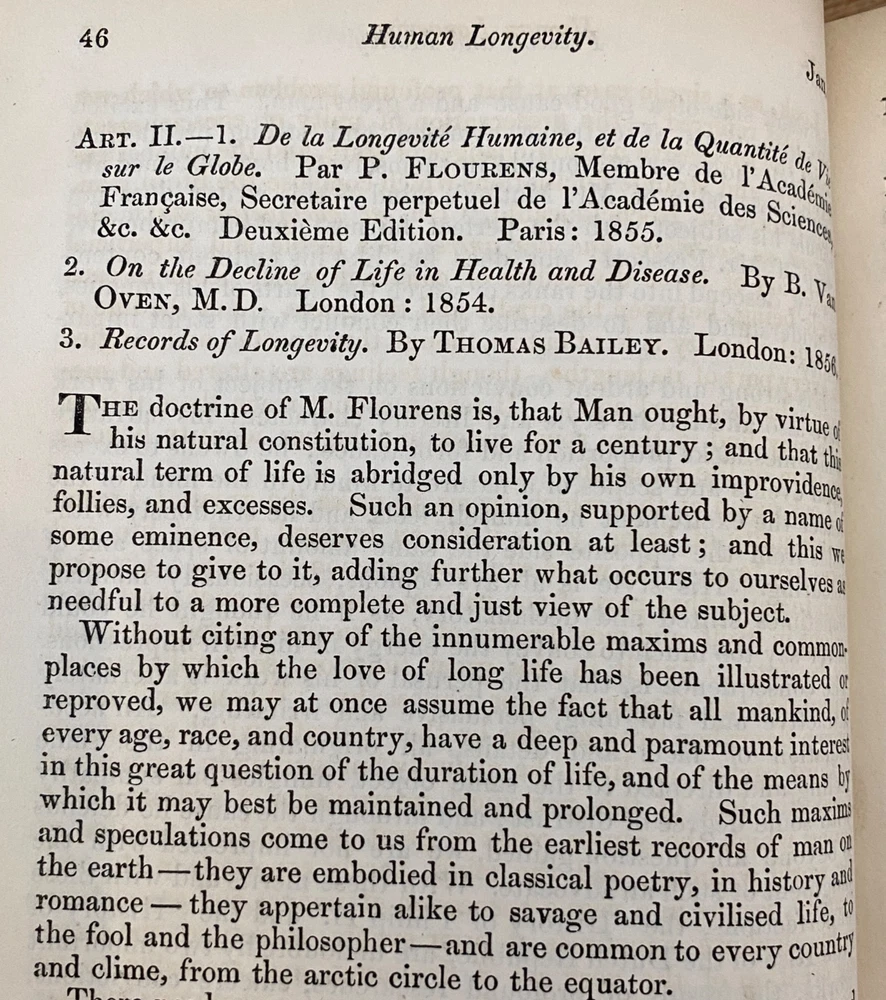 46 Human Longevity.
Jan
ART. II.—1. De la Longevité Humaine, et de la Quantité de Vie
sur le Globe. Par P. FLOURENS, Membre de l'Académie
Française, Secretaire perpetuel de l'Académie des Sciences,
&c. &c. Deuxième Edition. Paris: 1855.
2. On the Decline of Life in Health and Disease. By B. Van
OVEN, M.D. London: 1854.
3. Records of Longevity. By THOMAS BAILEY. London: 1856.
THE doctrine of M. Flourens is, that Man ought, by virtue of
his natural constitution, to live for a century; and that this
natural term of life is abridged only by his own improvidence,
follies, and excesses. Such an opinion, supported by a name of
some eminence, deserves consideration at least; and this we
propose to give to it, adding further what occurs to ourselves as
needful to a more complete and just view of the subject.
Without citing any of the innumerable maxims and common-
places by which the love of long life has been illustrated or
reproved, we may at once assume the fact that all mankind, of
every age, race, and country, have a deep and paramount interest
in this great question of the duration of life, and of the means by
which it may best be maintained and prolonged. Such maxims
and speculations come to us from the earliest records of man on
the earth—they are embodied in classical poetry, in history and
romance — they appertain alike to savage and civilised life, to
the fool and the philosopher—and are common to every country
and clime, from the arctic circle to the equator.